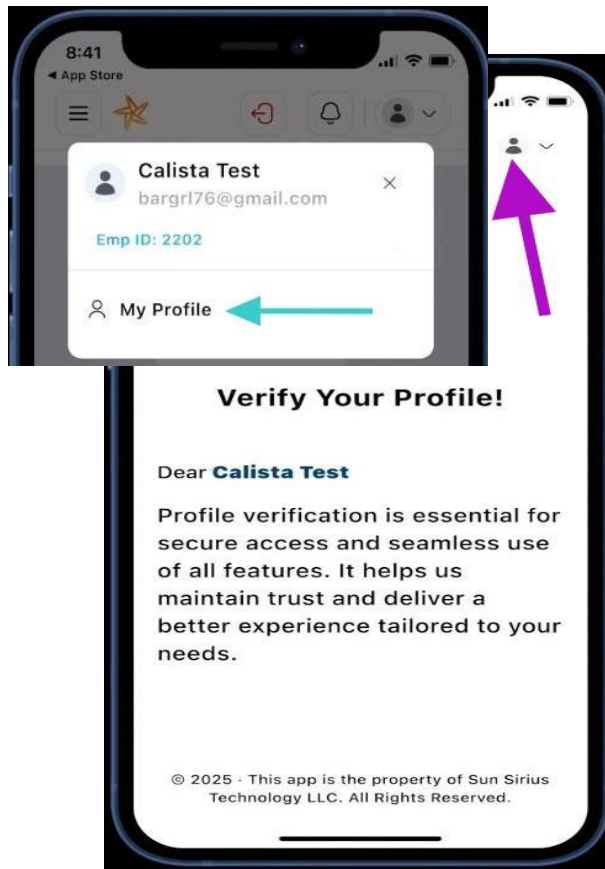 8:41
◀ App Store
Calista Test
bargrl76@gmail.com
Emp ID: 2202
My Profile
Verify Your Profile!
Dear Calista Test
Profile verification is essential for
secure access and seamless use
of all features. It helps us
maintain trust and deliver a
better experience tailored to your
needs.
© 2025 · This app is the property of Sun Sirius
Technology LLC. All Rights Reserved.